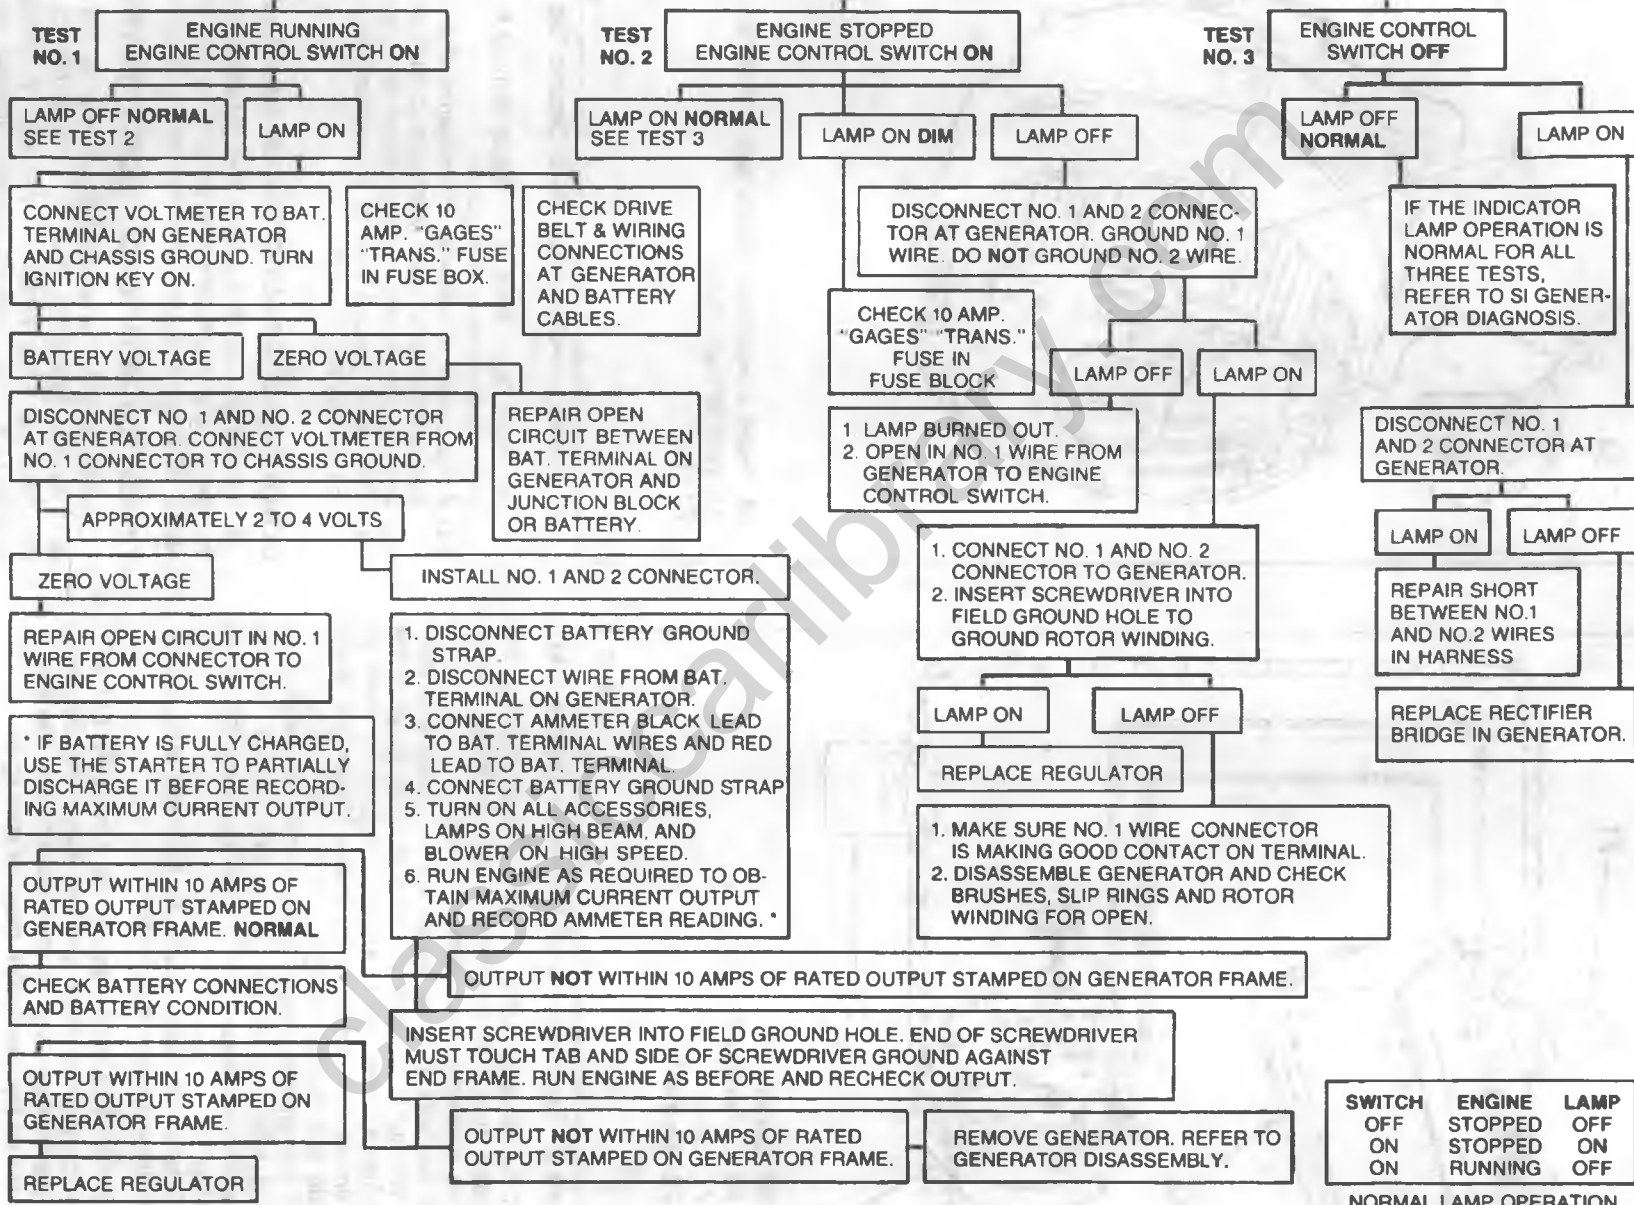 TEST NO. 1
ENGINE RUNNING
ENGINE CONTROL SWITCH ON
LAMP OFF NORMAL
SEE TEST 2
LAMP ON
CONNECT VOLTMETER TO BAT.
TERMINAL ON GENERATOR
AND CHASSIS GROUND. TURN
IGNITION KEY ON.
CHECK 10
AMP. "GAGES"
"TRANS." FUSE
IN FUSE BOX.
CHECK DRIVE
BELT & WIRING
CONNECTIONS
AT GENERATOR
AND BATTERY
CABLES.
BATTERY VOLTAGE
ZERO VOLTAGE
DISCONNECT NO. 1 AND NO. 2 CONNECTOR
AT GENERATOR. CONNECT VOLTMETER FROM
NO. 1 CONNECTOR TO CHASSIS GROUND.
REPAIR OPEN
CIRCUIT BETWEEN
BAT. TERMINAL ON
GENERATOR AND
JUNCTION BLOCK
OR BATTERY.
APPROXIMATELY 2 TO 4 VOLTS
ZERO VOLTAGE
INSTALL NO. 1 AND 2 CONNECTOR.
REPAIR OPEN CIRCUIT IN NO. 1
WIRE FROM CONNECTOR TO
ENGINE CONTROL SWITCH.
* IF BATTERY IS FULLY CHARGED,
USE THE STARTER TO PARTIALLY
DISCHARGE IT BEFORE RECORD-
ING MAXIMUM CURRENT OUTPUT.
1. DISCONNECT BATTERY GROUND
STRAP.
2. DISCONNECT WIRE FROM BAT.
TERMINAL ON GENERATOR.
3. CONNECT AMMETER BLACK LEAD
TO BAT. TERMINAL WIRES AND RED
LEAD TO BAT. TERMINAL
4. CONNECT BATTERY GROUND STRAP
5. TURN ON ALL ACCESSORIES,
LAMPS ON HIGH BEAM, AND
BLOWER ON HIGH SPEED.
6. RUN ENGINE AS REQUIRED TO OB-
TAIN MAXIMUM CURRENT OUTPUT
AND RECORD AMMETER READING. *
OUTPUT WITHIN 10 AMPS OF
RATED OUTPUT STAMPED ON
GENERATOR FRAME. NORMAL
OUTPUT NOT WITHIN 10 AMPS OF RATED OUTPUT STAMPED ON GENERATOR FRAME.
CHECK BATTERY CONNECTIONS
AND BATTERY CONDITION.
INSERT SCREWDRIVER INTO FIELD GROUND HOLE. END OF SCREWDRIVER
MUST TOUCH TAB AND SIDE OF SCREWDRIVER GROUND AGAINST
END FRAME. RUN ENGINE AS BEFORE AND RECHECK OUTPUT.
OUTPUT WITHIN 10 AMPS OF
RATED OUTPUT STAMPED ON
GENERATOR FRAME.
OUTPUT NOT WITHIN 10 AMPS OF RATED
OUTPUT STAMPED ON GENERATOR FRAME.
REMOVE GENERATOR. REFER TO
GENERATOR DISASSEMBLY.
REPLACE REGULATOR
TEST NO. 2
ENGINE STOPPED
ENGINE CONTROL SWITCH ON
LAMP ON NORMAL
SEE TEST 3
LAMP ON DIM
LAMP OFF
DISCONNECT NO. 1 AND 2 CONNEC-
TOR AT GENERATOR. GROUND NO. 1
WIRE. DO NOT GROUND NO. 2 WIRE.
CHECK 10 AMP.
"GAGES" "TRANS."
FUSE IN
FUSE BLOCK
LAMP OFF
LAMP ON
1. LAMP BURNED OUT.
2. OPEN IN NO. 1 WIRE FROM
GENERATOR TO ENGINE
CONTROL SWITCH.
1. CONNECT NO. 1 AND NO. 2
CONNECTOR TO GENERATOR.
2. INSERT SCREWDRIVER INTO
FIELD GROUND HOLE TO
GROUND ROTOR WINDING.
LAMP ON
LAMP OFF
REPLACE REGULATOR
1. MAKE SURE NO. 1 WIRE CONNECTOR
IS MAKING GOOD CONTACT ON TERMINAL.
2. DISASSEMBLE GENERATOR AND CHECK
BRUSHES, SLIP RINGS AND ROTOR
WINDING FOR OPEN.
TEST NO. 3
ENGINE CONTROL
SWITCH OFF
LAMP OFF
NORMAL
LAMP ON
IF THE INDICATOR
LAMP OPERATION IS
NORMAL FOR ALL
THREE TESTS,
REFER TO SI GENER-
ATOR DIAGNOSIS.
DISCONNECT NO. 1
AND 2 CONNECTOR AT
GENERATOR.
LAMP ON
LAMP OFF
REPAIR SHORT
BETWEEN NO.1
AND NO.2 WIRES
IN HARNESS
REPLACE RECTIFIER
BRIDGE IN GENERATOR.
SWITCH ENGINE LAMP
OFF STOPPED OFF
ON STOPPED ON
ON RUNNING OFF
NORMAL LAMP OPERATION
classiccarlibrary.com